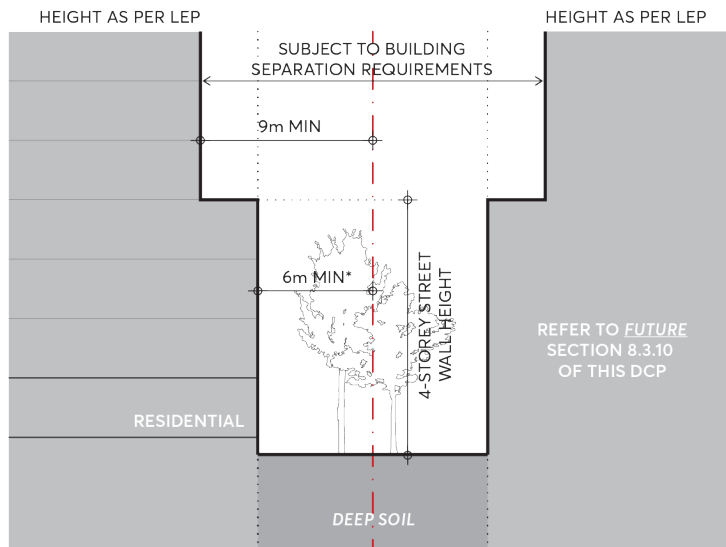 HEIGHT AS PER LEP
HEIGHT AS PER LEP
SUBJECT TO BUILDING
SEPARATION REQUIREMENTS
9m MIN
6m MIN*
4-STOREY STREET
WALL HEIGHT
REFER TO FUTURE
SECTION 8.3.10
OF THIS DCP
RESIDENTIAL
DEEP SOIL